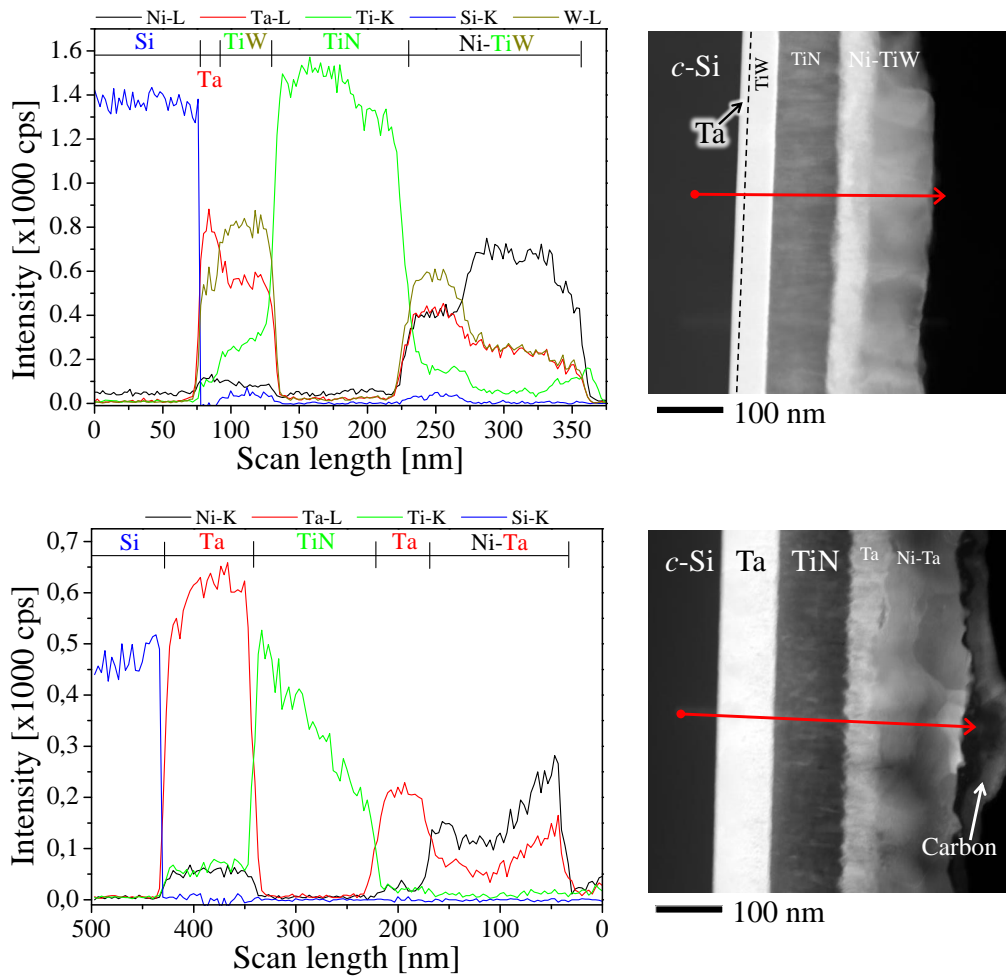 Ni-L Ta-L Ti-K Si-K W-L
Si TiW TiN Ni-TiW
Ta
1.6
1.4
1.2
1.0
0.8
0.6
0.4
0.2
0.0
Intensity [x1000 cps]
0 50 100 150 200 250 300 350
Scan length [nm]
c-Si TiW TiN Ni-TiW
Ta
100 nm
Ni-K Ta-L Ti-K Si-K
Si Ta TiN Ta Ni-Ta
0,7
0,6
0,5
0,4
0,3
0,2
0,1
0,0
Intensity [x1000 cps]
500 400 300 200 100 0
Scan length [nm]
c-Si Ta TiN Ta Ni-Ta
Carbon
100 nm